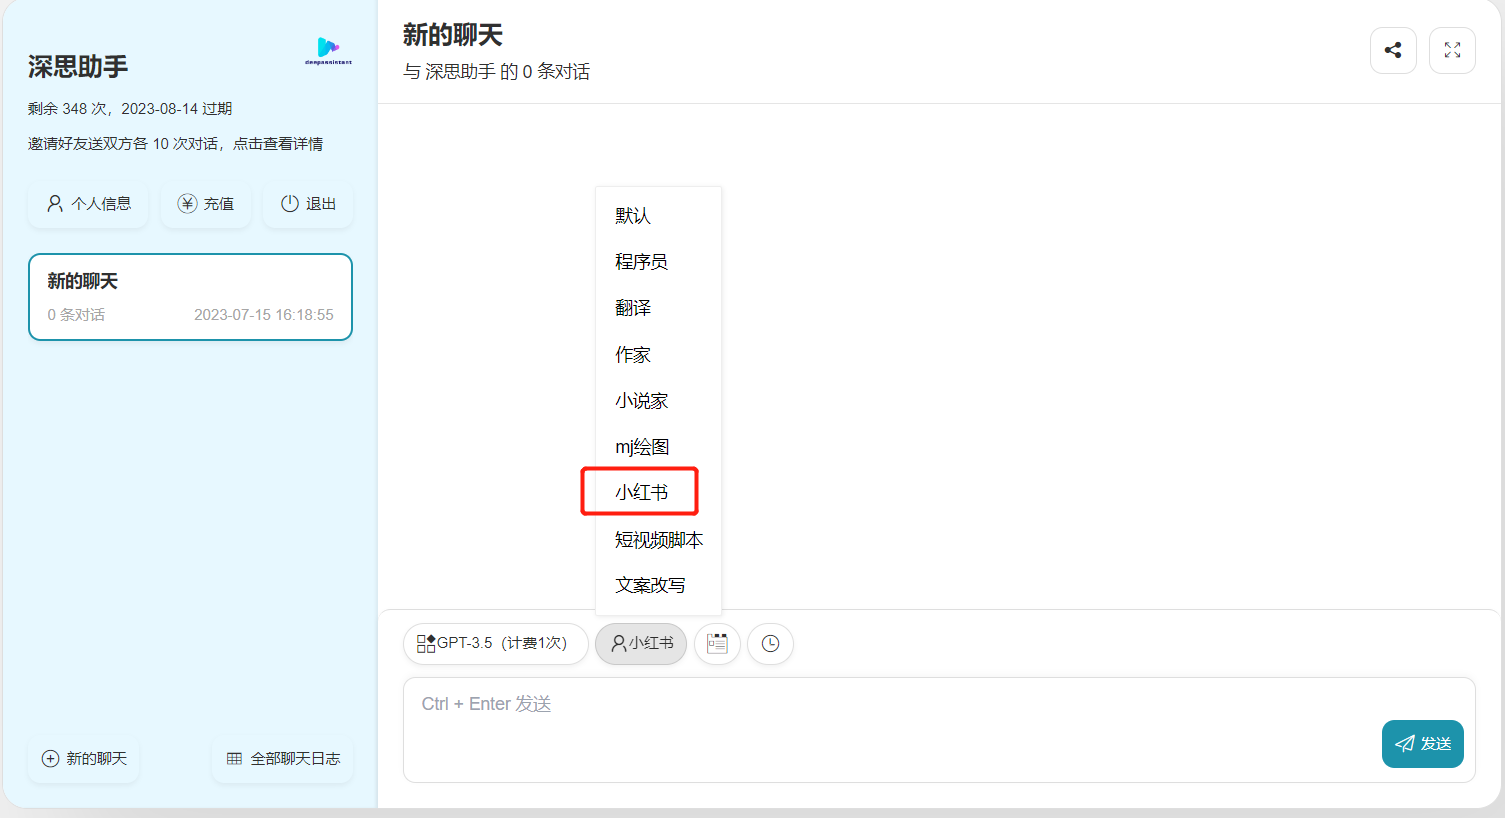 深思助手
deepassistant
剩余 348 次，2023-08-14 过期
邀请好友送双方各 10 次对话，点击查看详情
个人信息
充值
退出
新的聊天
0 条对话
2023-07-15 16:18:55
新的聊天
全部聊天日志
新的聊天
与 深思助手 的 0 条对话
默认
程序员
翻译
作家
小说家
mj绘图
小红书
短视频脚本
文案改写
GPT-3.5（计费1次）
小红书
Ctrl + Enter 发送
发送